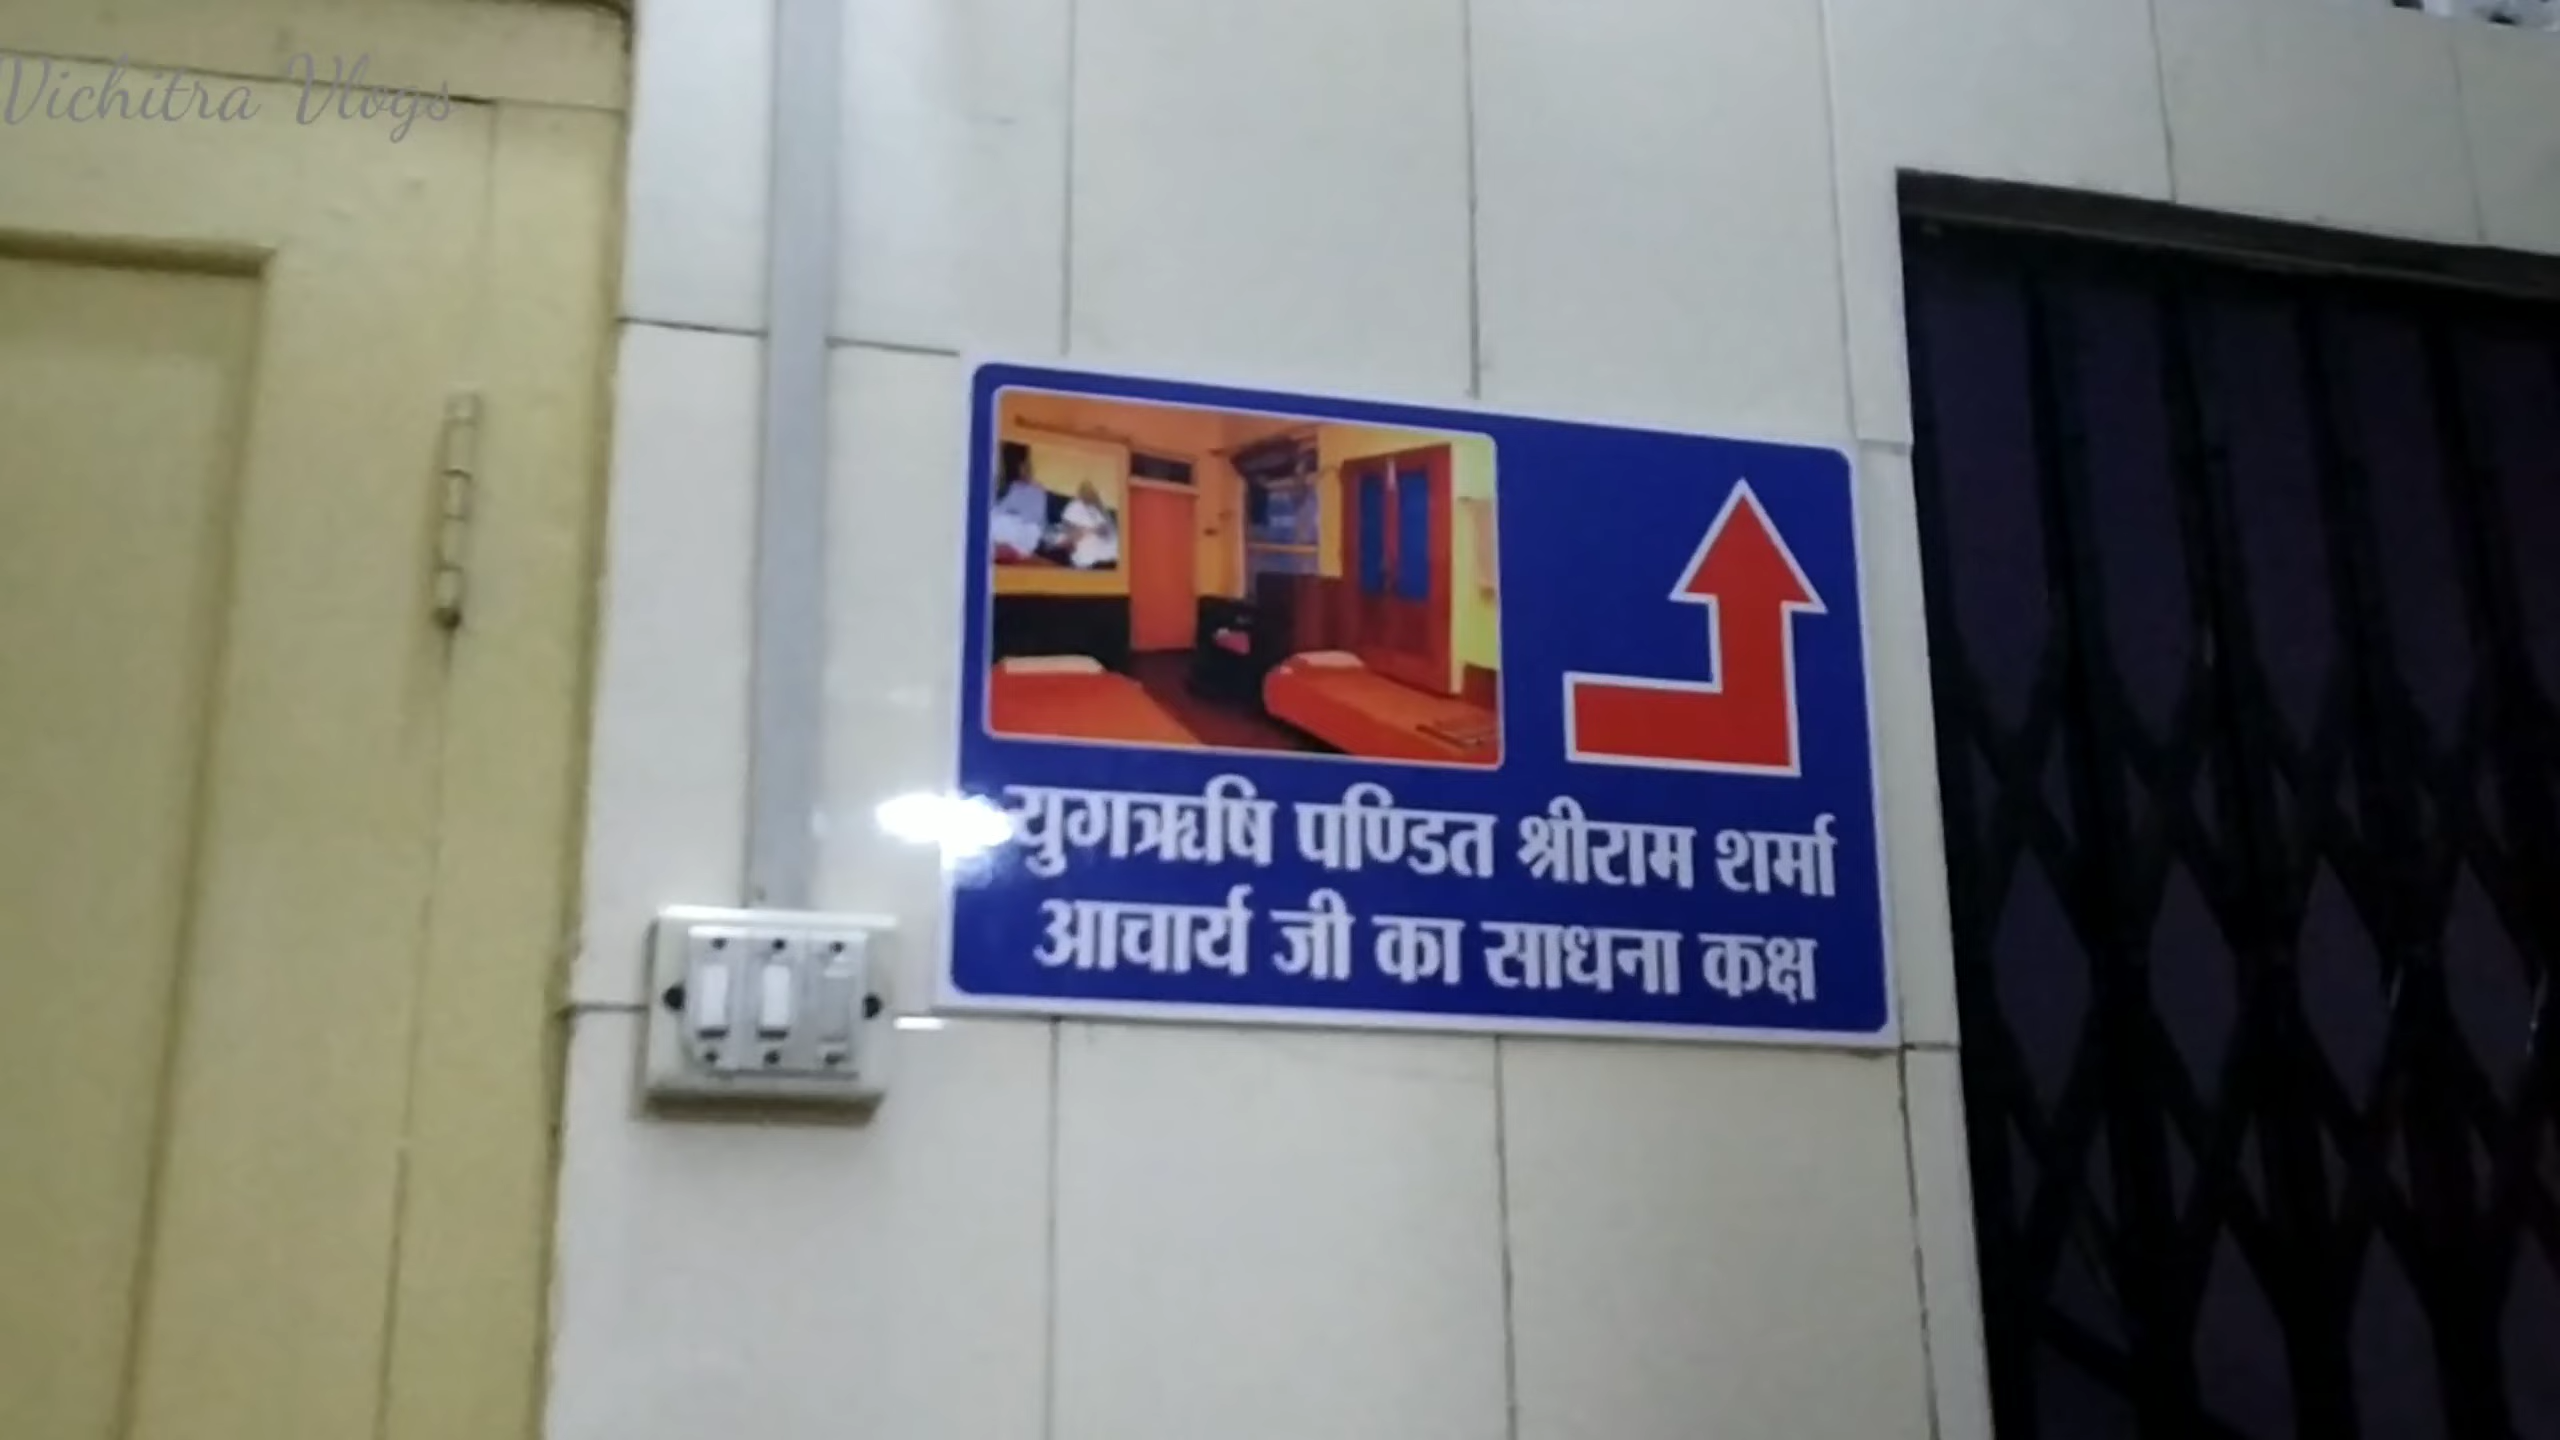 Vichitra Vlogs
युगऋषि पण्डित श्रीराम शर्मा
आचार्य जी का साधना कक्ष